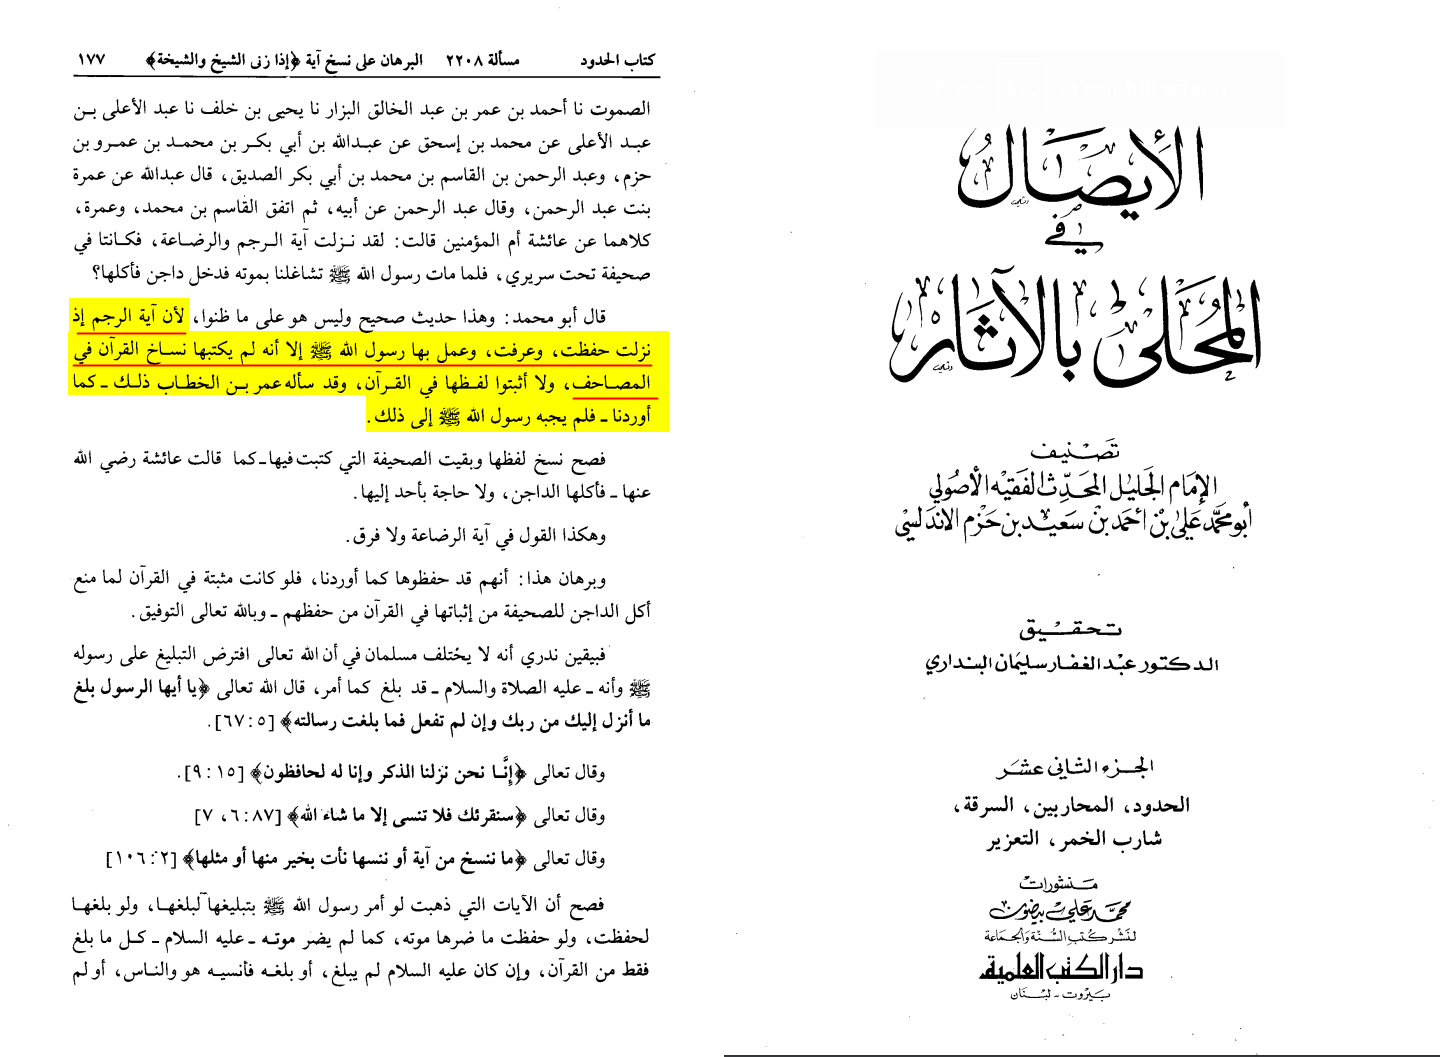 الإيصال
في
المحلى بالآثار
تصنيف
الإمام الجليل المحدث الفقيه الأصولي
أبو محمد علي بن أحمد بن سعيد بن حزم الاندلسي
تحقيق
الدكتور عبد الغفار سليمان البنداري
الجزء الثاني عشر
الحدود، المحاربين، السرقة،
شارب الخمر، التعزير
منشورات
محمد علي بيضون
لنشر كتب السنة والجماعة
دار الكتب العلمية
بيروت - لبنان
كتاب الحدود مسألة ٢٢٠٨ البرهان على نسخ آية ﴿إذا زنى الشيخ والشيخة﴾ ١٧٧
الصموت نا أحمد بن عمر بن عبد الخالق البزار نا يحيى بن خلف نا عبد الأعلى بن
عبد الأعلى عن محمد بن إسحق عن عبدالله بن أبي بكر بن محمد بن عمرو بن
حزم، وعبد الرحمن بن القاسم بن محمد بن أبي بكر الصديق، قال عبدالله عن عمرة
بنت عبد الرحمن، وقال عبد الرحمن عن أبيه، ثم اتفق القاسم بن محمد، وعمرة،
كلاهما عن عائشة أم المؤمنين قالت: لقد نزلت آية الرجم والرضاعة، فكانتا في
صحيفة تحت سريري، فلما مات رسول الله ﷺ تشاغلنا بموته فدخل داجن فأكلها؟
قال أبو محمد: وهذا حديث صحيح وليس هو على ما ظنوا، لأن آية الرجم إذ
نزلت حفظت، وعرفت، وعمل بها رسول الله ﷺ إلا أنه لم يكتبها نساخ القرآن في
المصاحف، ولا أثبتوا لفظها في القرآن، وقد سأله عمر بن الخطاب ذلك ـ كما
أوردنا ـ فلم يجبه رسول الله ﷺ إلى ذلك.
فصح نسخ لفظها وبقيت الصحيفة التي كتبت فيها ـ كما قالت عائشة رضي الله
عنها ـ فأكلها الداجن، ولا حاجة بأحد إليها.
وهكذا القول في آية الرضاعة ولا فرق.
وبرهان هذا: أنهم قد حفظوها كما أوردنا، فلو كانت مثبتة في القرآن لما منع
أكل الداجن للصحيفة من إثباتها في القرآن من حفظهم ـ وبالله تعالى التوفيق.
فبيقين ندري أنه لا يختلف مسلمان في أن الله تعالى افترض التبليغ على رسوله
ﷺ وأنه ـ عليه الصلاة والسلام ـ قد بلغ كما أمر، قال الله تعالى ﴿يا أيها الرسول بلغ
ما أنزل إليك من ربك وإن لم تفعل فما بلغت رسالته﴾ [٥: ٦٧].
وقال تعالى ﴿إنَّا نحن نزلنا الذكر وإنا له لحافظون﴾ [١٥: ٩].
وقال تعالى ﴿سنقرئك فلا تنسى إلا ما شاء الله﴾ [٨٧: ٦، ٧]
وقال تعالى ﴿ما ننسخ من آية أو ننسها نأت بخير منها أو مثلها﴾ [٢: ١٠٦]
فصح أن الآيات التي ذهبت لو أمر رسول الله ﷺ بتبليغها لبلغها، ولو بلغها
لحفظت، ولو حفظت ما ضرها موته، كما لم يضر موته ـ عليه السلام ـ كل ما بلغ
فقط من القرآن، وإن كان عليه السلام لم يبلغ، أو بلغه فأنسيه هو والناس، أو لم